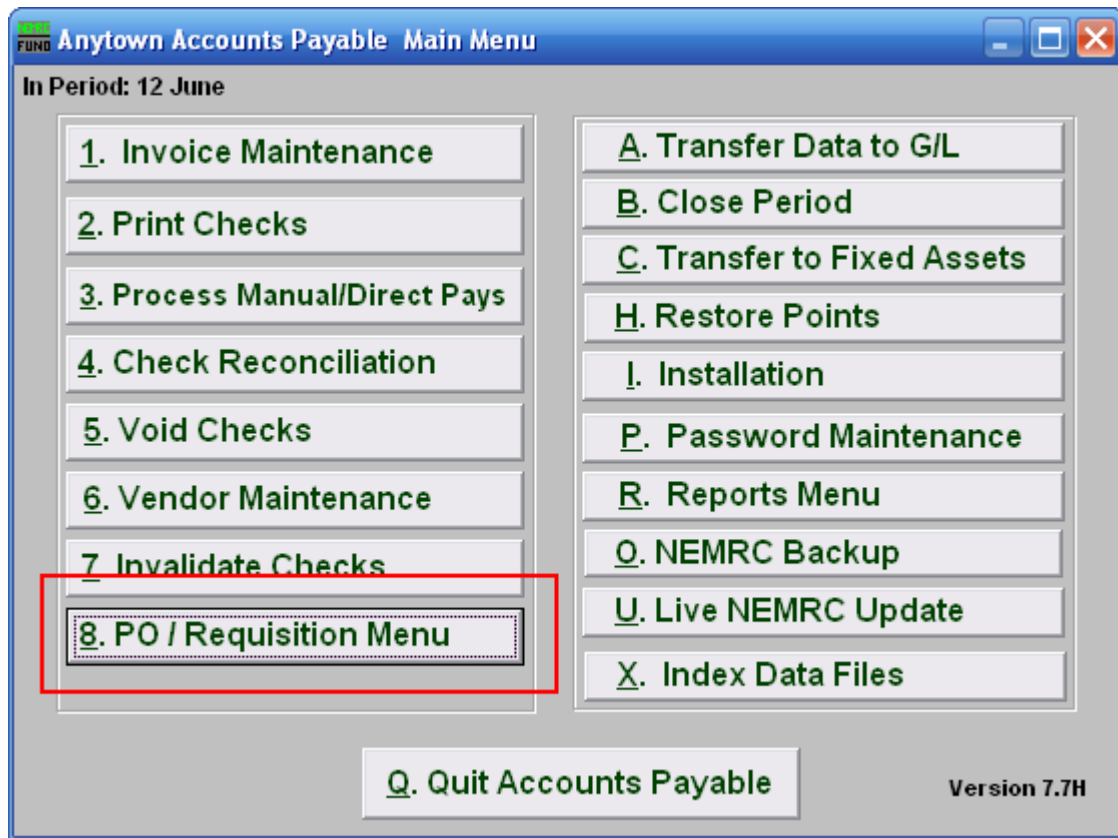 NEMRC
FUND Anytown Accounts Payable Main Menu
In Period: 12 June
1. Invoice Maintenance
2. Print Checks
3. Process Manual/Direct Pays
4. Check Reconciliation
5. Void Checks
6. Vendor Maintenance
7 Invalidate Checks
8. PO / Requisition Menu
A. Transfer Data to G/L
B. Close Period
C. Transfer to Fixed Assets
H. Restore Points
I. Installation
P. Password Maintenance
R. Reports Menu
O. NEMRC Backup
U. Live NEMRC Update
X. Index Data Files
Q. Quit Accounts Payable
Version 7.7H